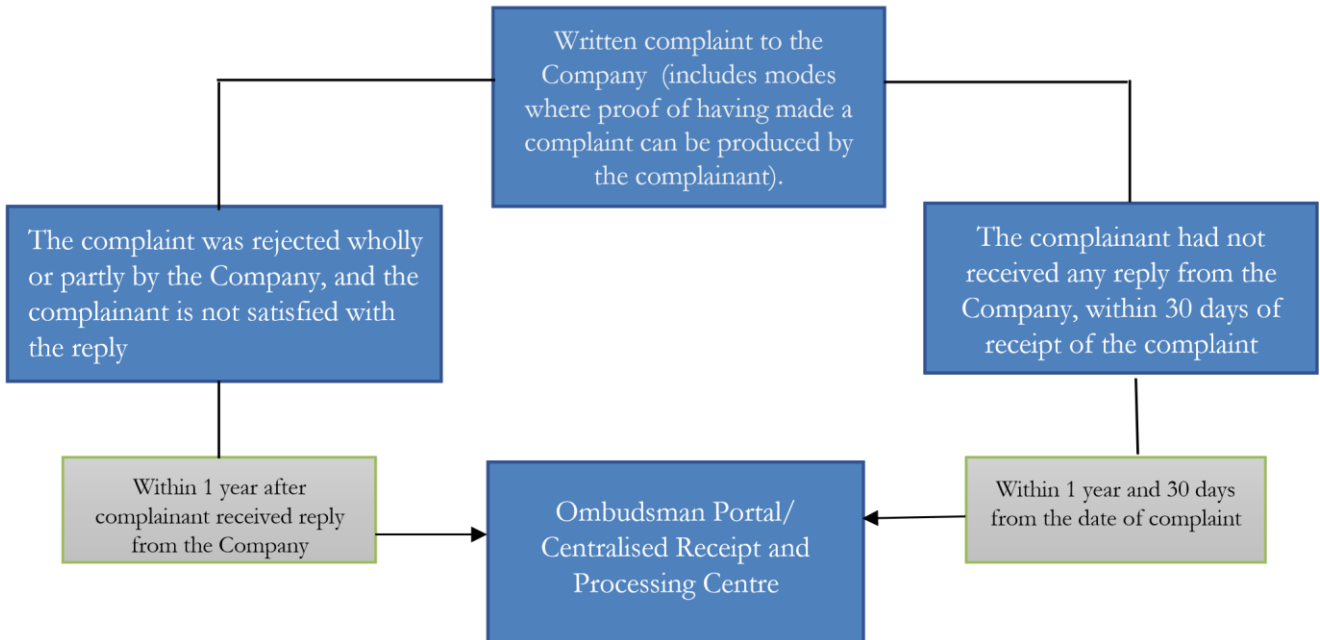 Written complaint to the
Company (includes modes
where proof of having made a
complaint can be produced by
the complainant).
The complaint was rejected wholly
or partly by the Company, and the
complainant is not satisfied with
the reply
The complainant had not
received any reply from the
Company, within 30 days of
receipt of the complaint
Within 1 year after
complainant received reply
from the Company
Ombudsman Portal/
Centralised Receipt and
Processing Centre
Within 1 year and 30 days
from the date of complaint